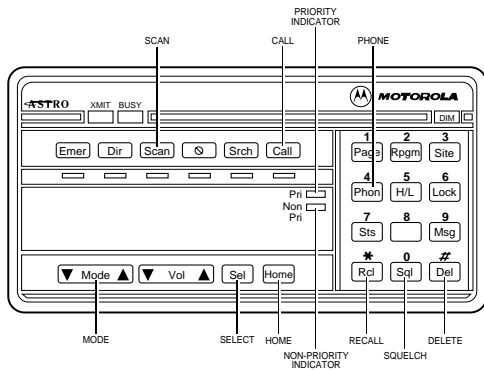 PRIORITY
INDICATOR
SCAN CALL PHONE
MOTOROLA
ASTRO XMIT BUSY DIM
1 2 3
Emer Dir Scan Srch Call Page Rpgm Site
4 5 6
Phon H/L Lock
Pri
Non
Pri
7 8 9
Sts Msg
* 0 #
▼ Mode ▲ ▼ Vol ▲ Sel Home Rcl Sql Del
MODE SELECT HOME RECALL DELETE
SQUELCH
NON-PRIORITY
INDICATOR